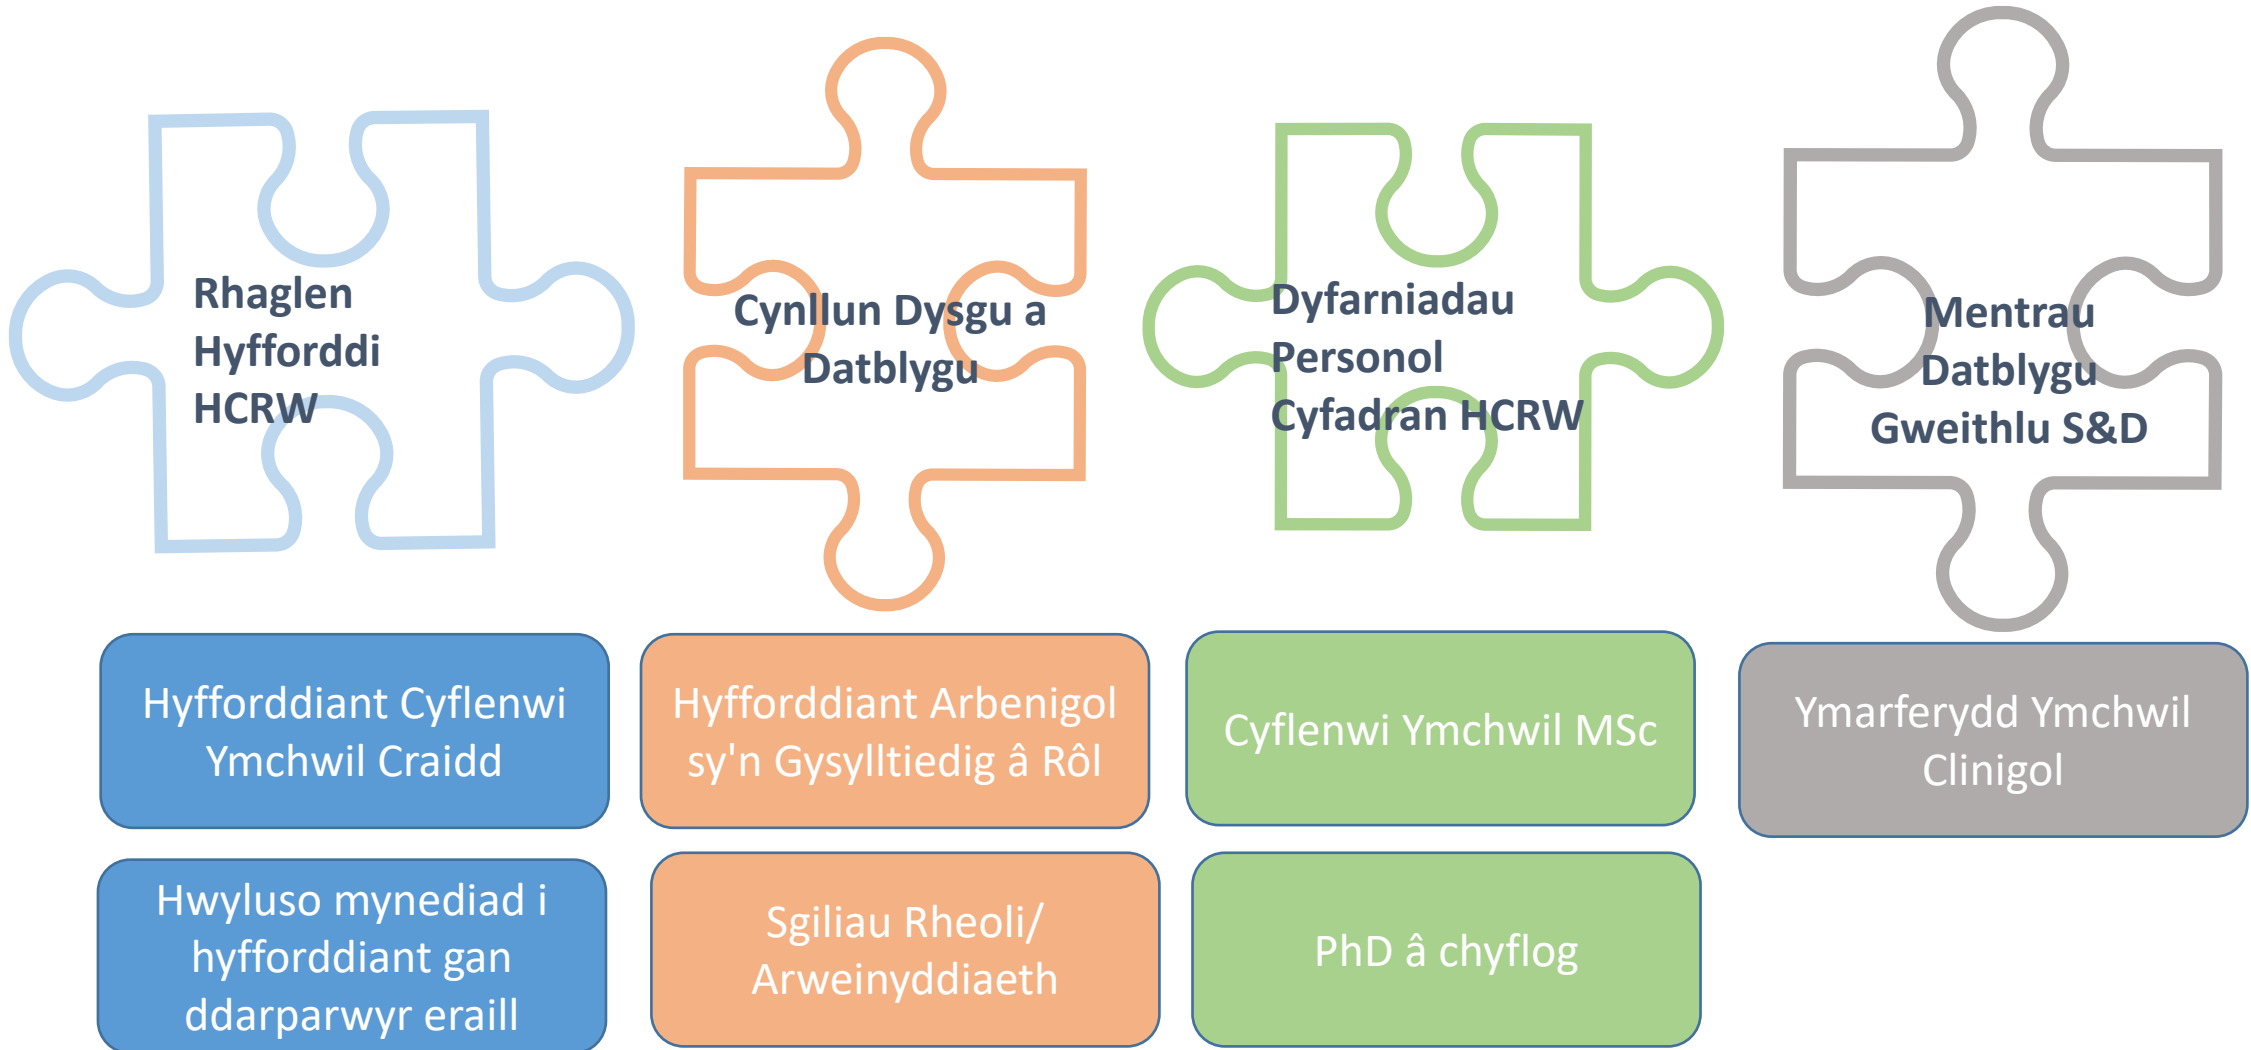 Rhaglen
Hyfforddi
HCRW
Cynllun Dysgu a
Datblygu
Dyfarniadau
Personol
Cyfadran HCRW
Mentrau
Datblygu
Gweithlu S&D
Hyfforddiant Cyflenwi
Ymchwil Craidd
Hyfforddiant Arbenigol
sy'n Gysylltiedig â Rôl
Cyflenwi Ymchwil MSc
Ymarferydd Ymchwil
Clinigol
Hwyluso mynediad i
hyfforddiant gan
ddarparwyr eraill
Sgiliau Rheoli/
Arweinyddiaeth
PhD â chyflog